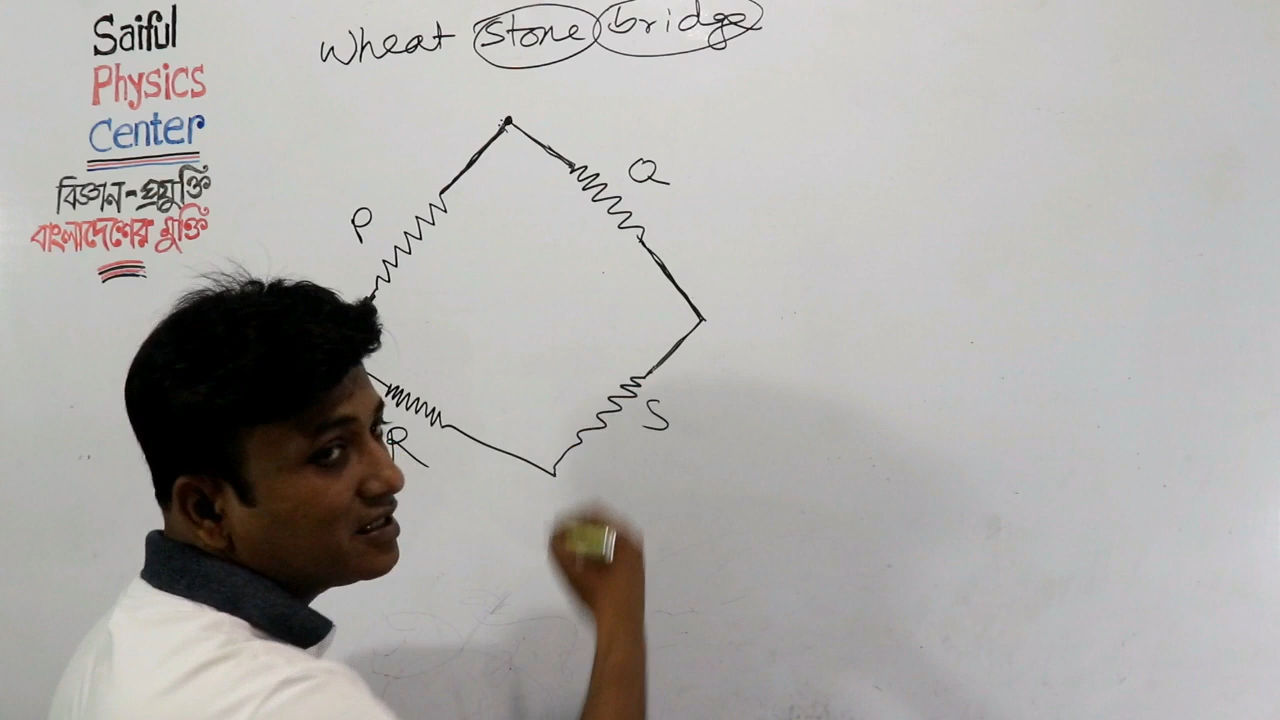 Saiful
Physics
Center
বিজ্ঞান-প্রযুক্তি
বাংলাদেশের মুক্তি
Wheat stone bridge
P
Q
R
S